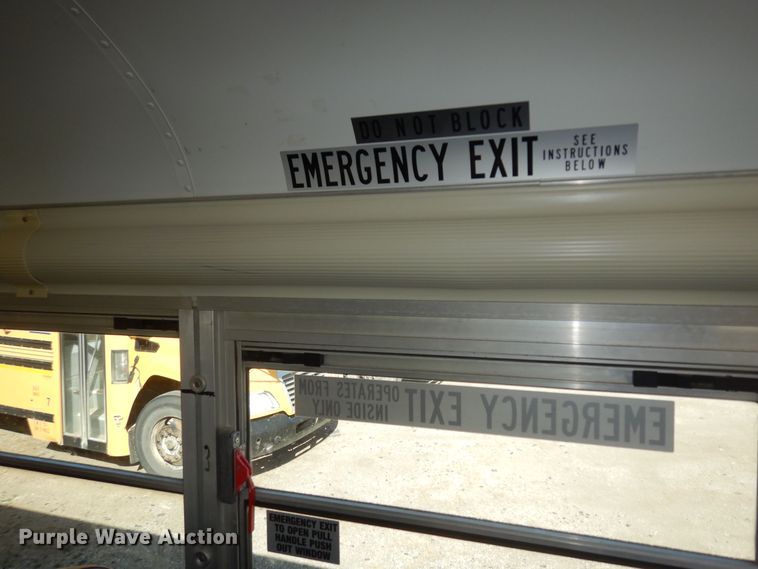 DO NOT BLOCK
EMERGENCY EXIT
SEE
INSTRUCTIONS
BELOW
EMERGENCY EXIT
OPERATES FROM
INSIDE ONLY
7
EMERGENCY EXIT
TO OPEN PULL
HANDLE PUSH
OUT WINDOW
Purple Wave Auction